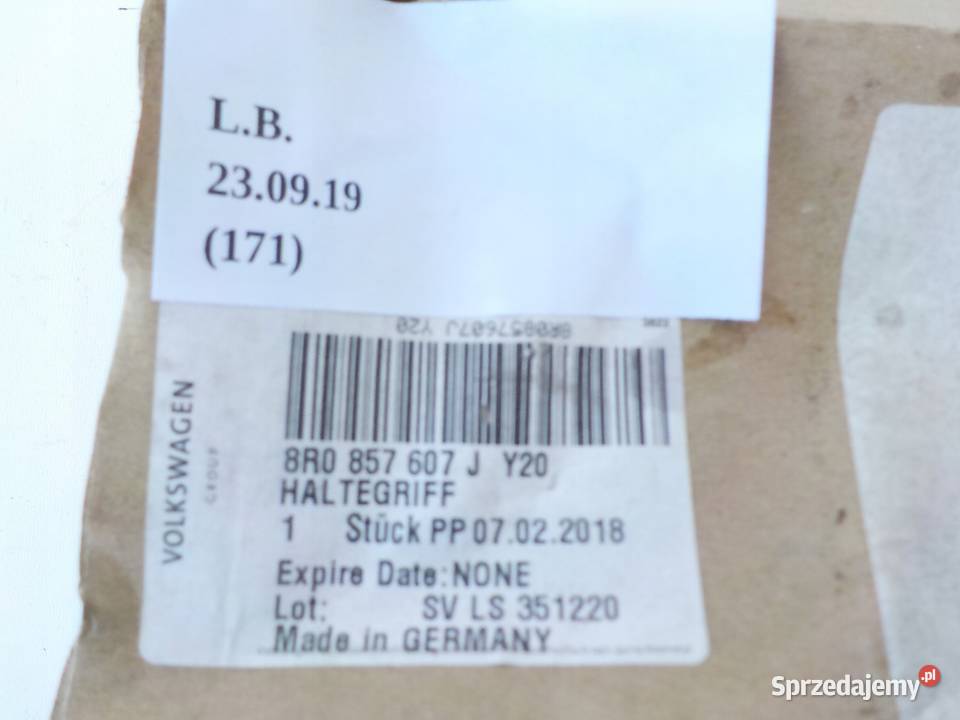 L.B.
23.09.19
(171)
8R0857607J Y20
VOLKSWAGEN
GROUP
8R0 857 607 J Y20
HALTEGRIFF
1 Stück PP 07.02.2018
Expire Date:NONE
Lot: SV LS 351220
Made in GERMANY
Sprzedajemy.pl